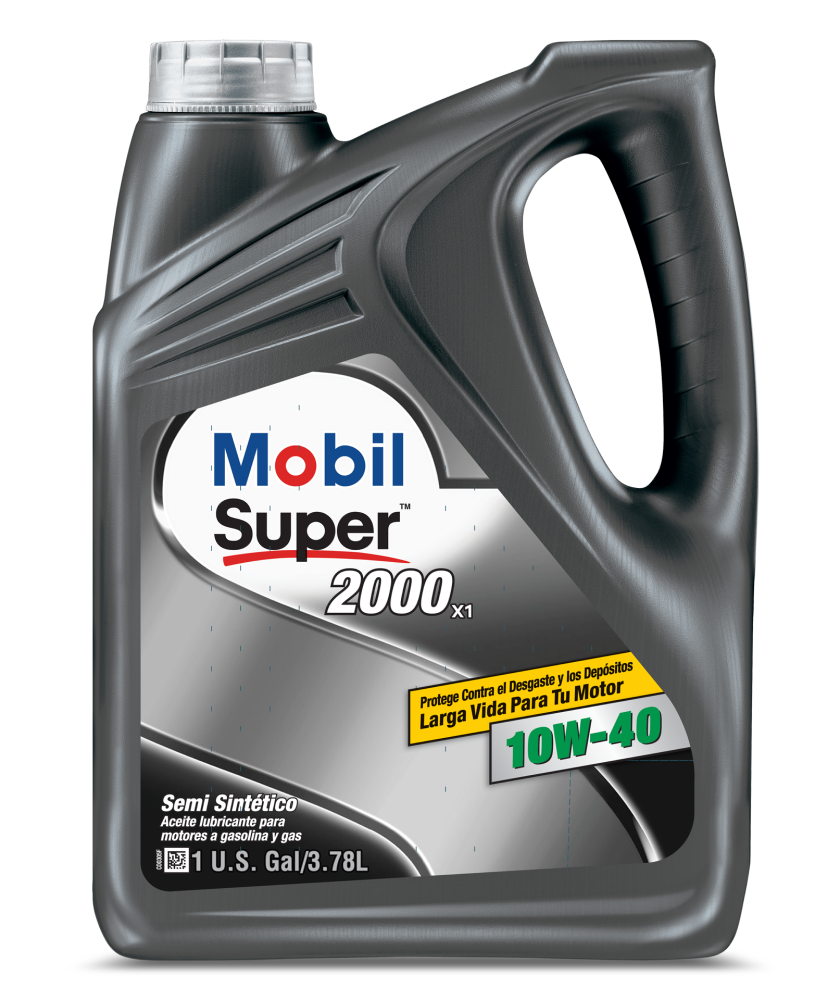 Mobil
Super™
2000 x1
Protege Contra el Desgaste y los Depósitos
Larga Vida Para Tu Motor
10W-40
Semi Sintético
Aceite lubricante para
motores a gasolina y gas
1 U.S. Gal/3.78L